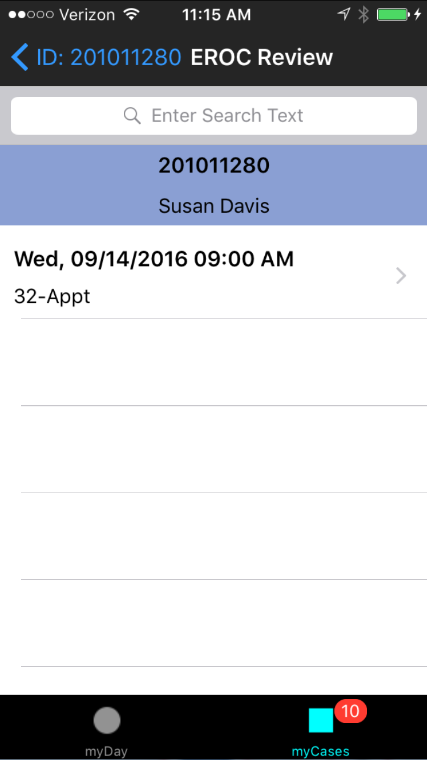 Verizon 11:15 AM
ID: 201011280 EROC Review
Enter Search Text
201011280
Susan Davis
Wed, 09/14/2016 09:00 AM
32-Appt
10
myDay myCases